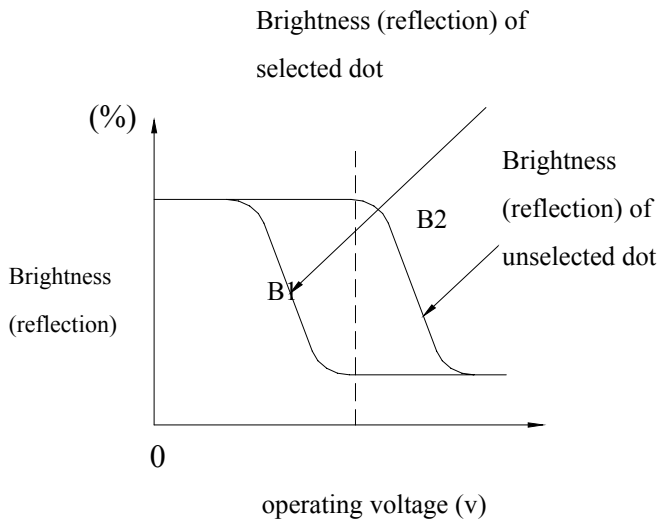 Brightness (reflection) of
selected dot
(%)
Brightness
(reflection) of
unselected dot
B2
Brightness
(reflection)
B1
0
operating voltage (v)